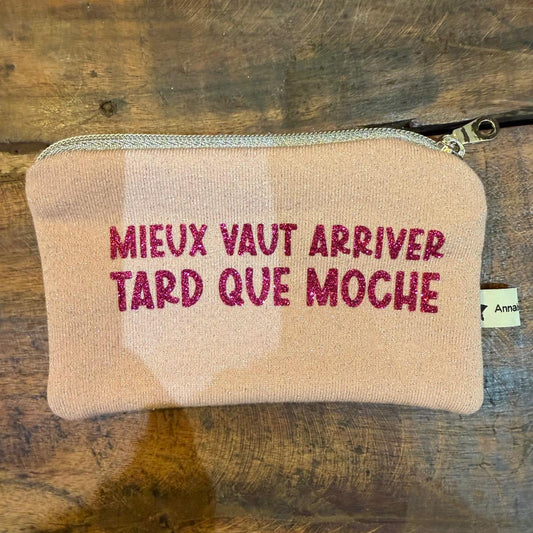 MIEUX VAUT ARRIVER
TARD QUE MOCHE